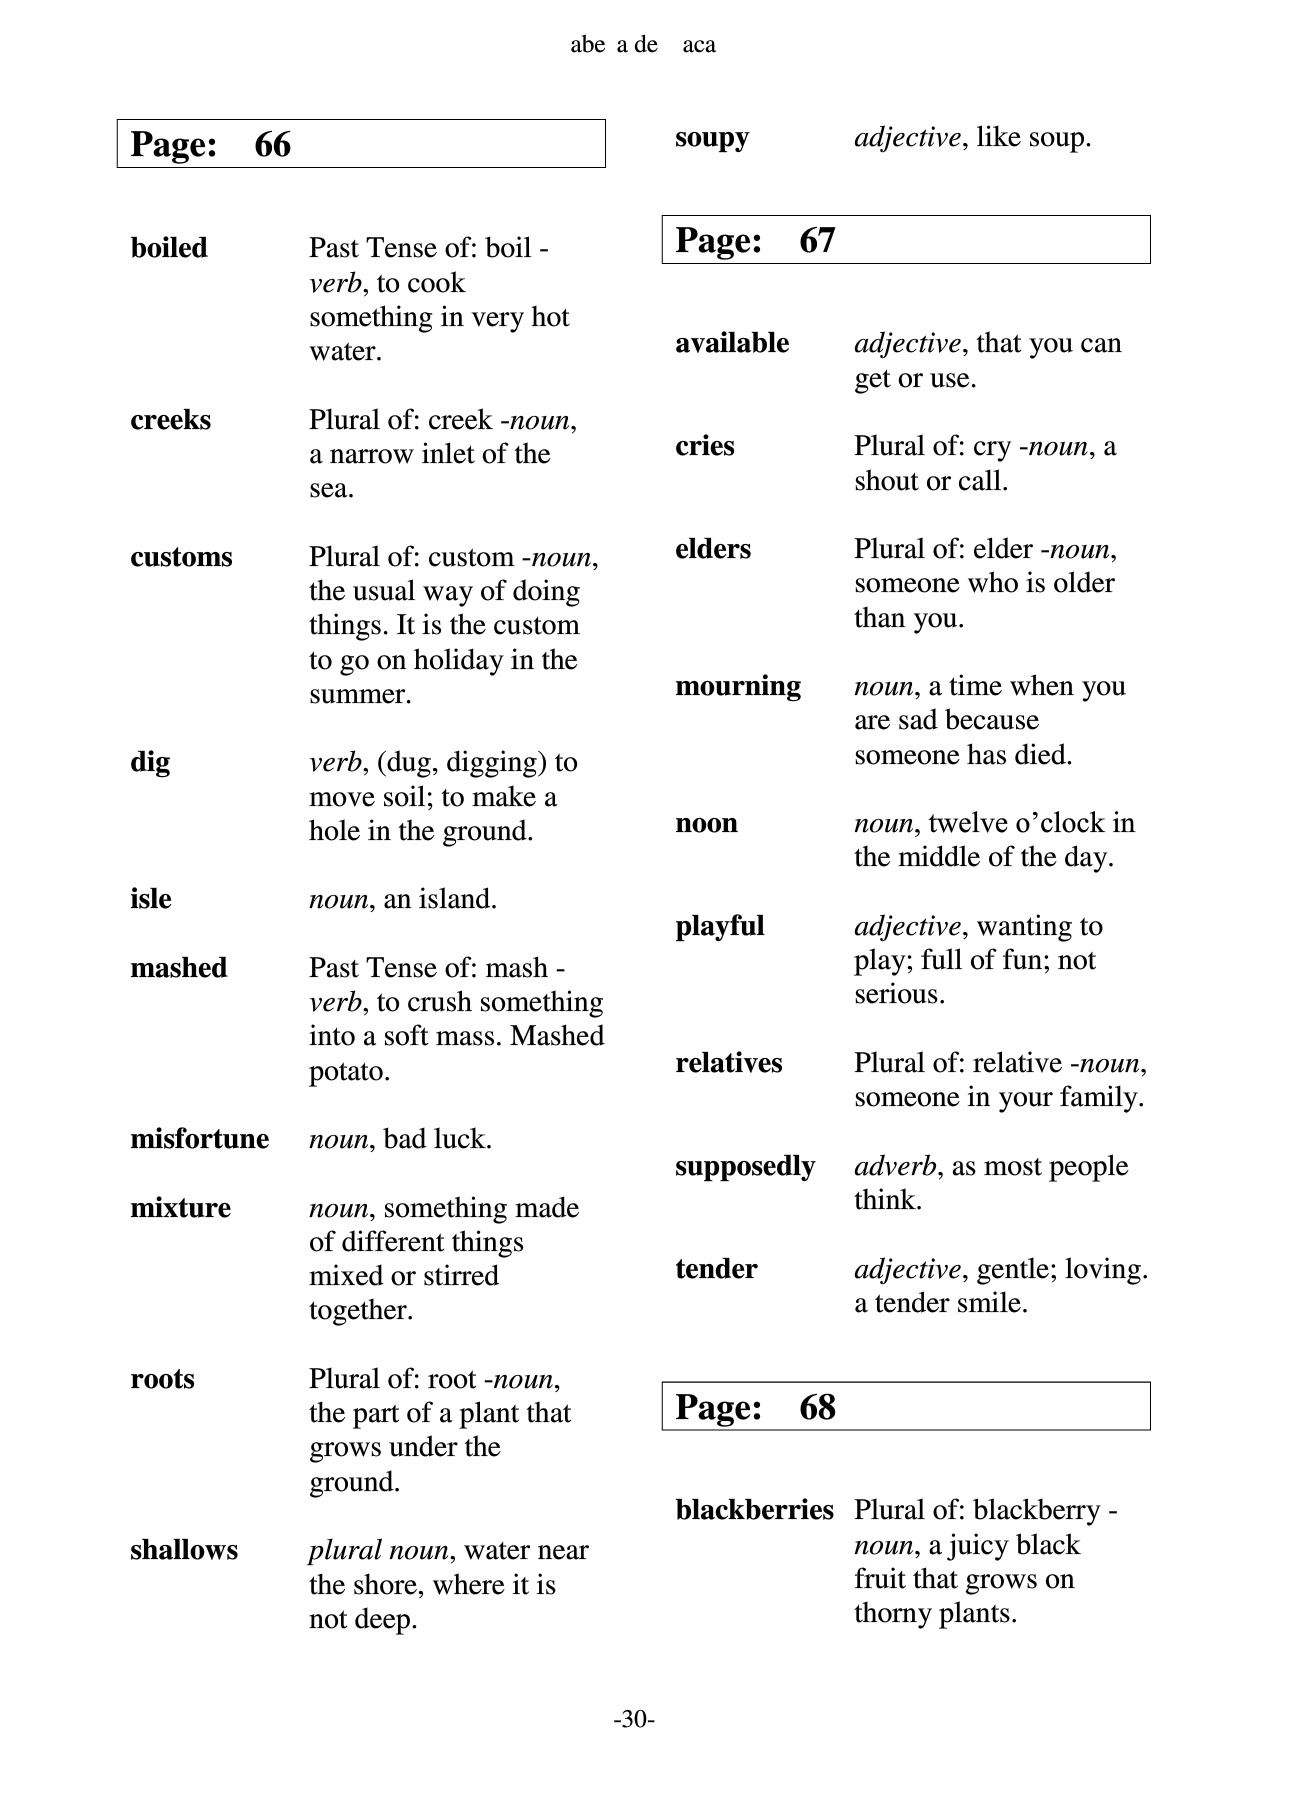 abe a de aca
Page: 66
boiled Past Tense of: boil -
verb, to cook
something in very hot
water.
creeks Plural of: creek -noun,
a narrow inlet of the
sea.
customs Plural of: custom -noun,
the usual way of doing
things. It is the custom
to go on holiday in the
summer.
dig verb, (dug, digging) to
move soil; to make a
hole in the ground.
isle noun, an island.
mashed Past Tense of: mash -
verb, to crush something
into a soft mass. Mashed
potato.
misfortune noun, bad luck.
mixture noun, something made
of different things
mixed or stirred
together.
roots Plural of: root -noun,
the part of a plant that
grows under the
ground.
shallows plural noun, water near
the shore, where it is
not deep.
soupy adjective, like soup.
Page: 67
available adjective, that you can
get or use.
cries Plural of: cry -noun, a
shout or call.
elders Plural of: elder -noun,
someone who is older
than you.
mourning noun, a time when you
are sad because
someone has died.
noon noun, twelve o’clock in
the middle of the day.
playful adjective, wanting to
play; full of fun; not
serious.
relatives Plural of: relative -noun,
someone in your family.
supposedly adverb, as most people
think.
tender adjective, gentle; loving.
a tender smile.
Page: 68
blackberries Plural of: blackberry -
noun, a juicy black
fruit that grows on
thorny plants.
-30-